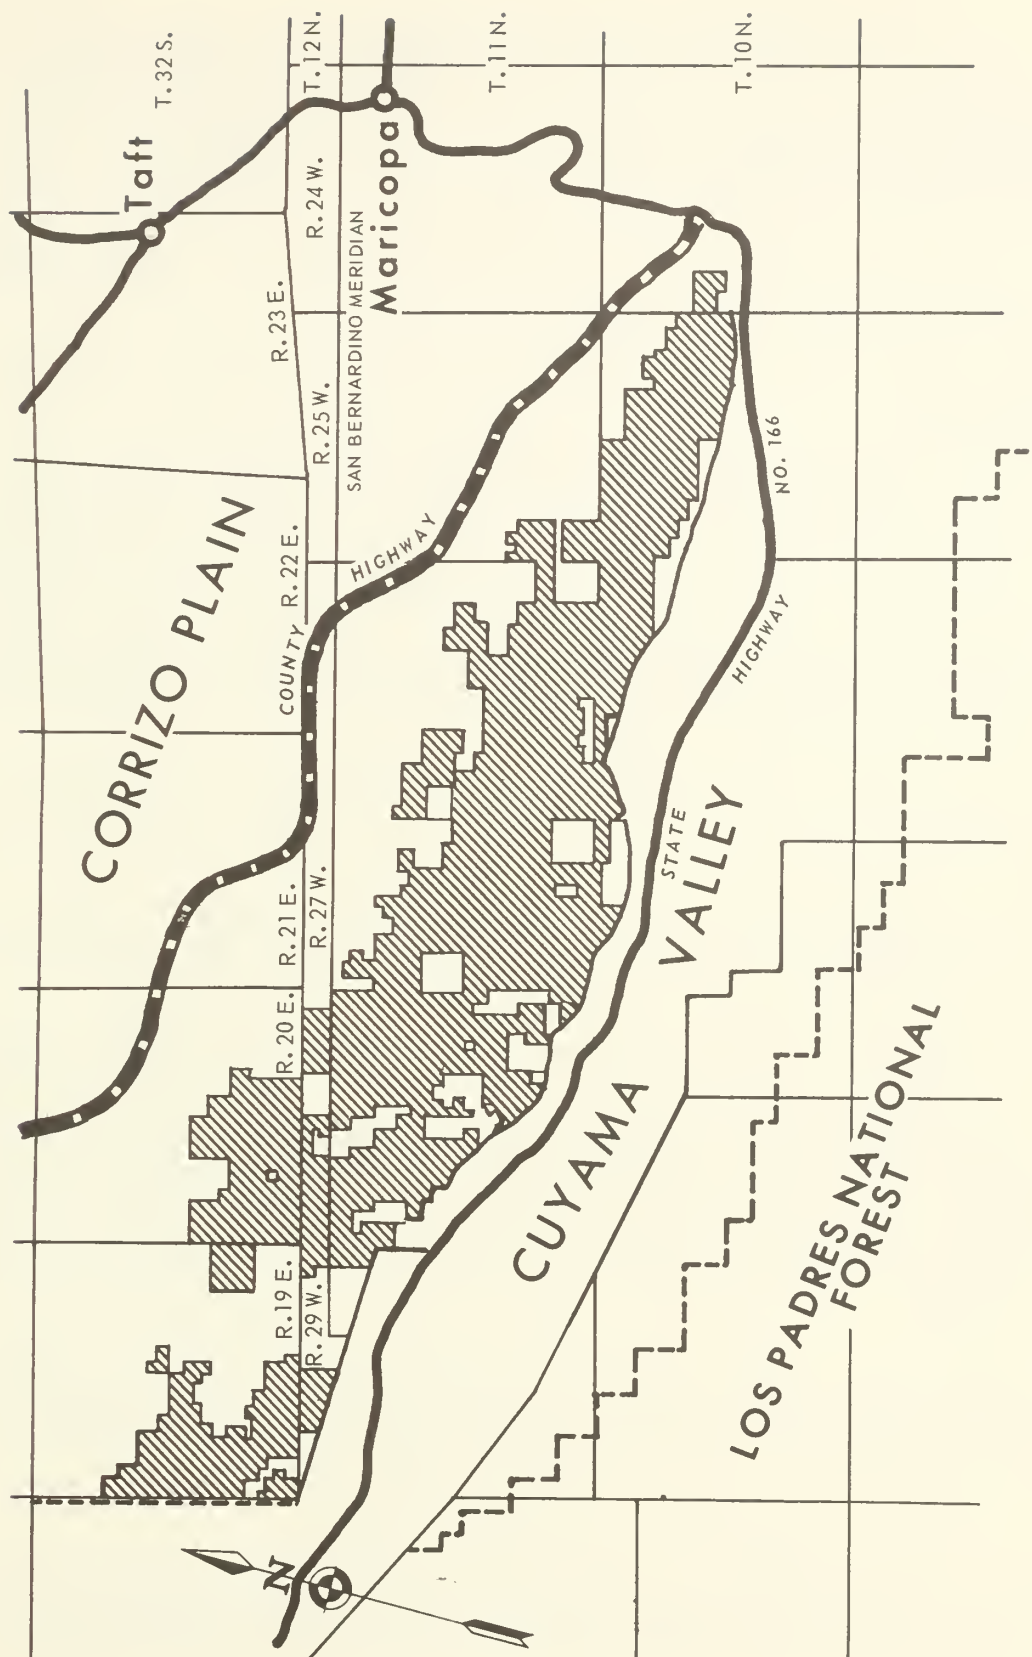 T. 32 S.
T. 12 N.
T. 11 N.
T. 10 N.
Taft
Maricopa
R. 24 W.
R. 23 E.
R. 25 W.
SAN BERNARDINO MERIDIAN
CORRIZO PLAIN
R. 22 E.
COUNTY HIGHWAY
NO. 166
HIGHWAY
STATE
R. 21 E.
R. 27 W.
R. 20 E.
CUYAMA VALLEY
R. 19 E.
R. 29 W.
LOS PADRES NATIONAL
FOREST
N